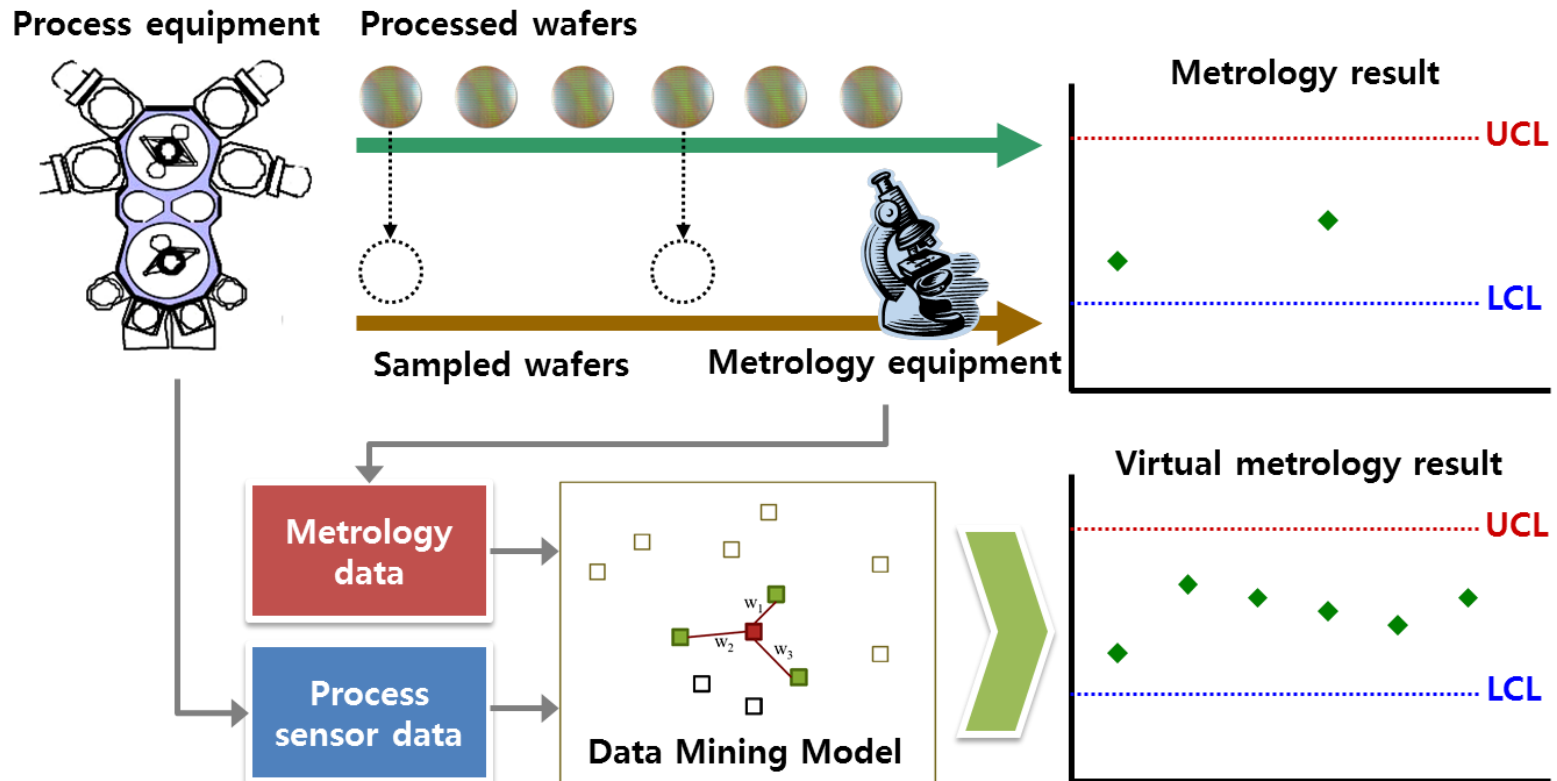 Process equipment
Processed wafers
Metrology result
UCL
LCL
Sampled wafers
Metrology equipment
Virtual metrology result
UCL
LCL
Metrology
data
Process
sensor data
w1
w2
w3
Data Mining Model